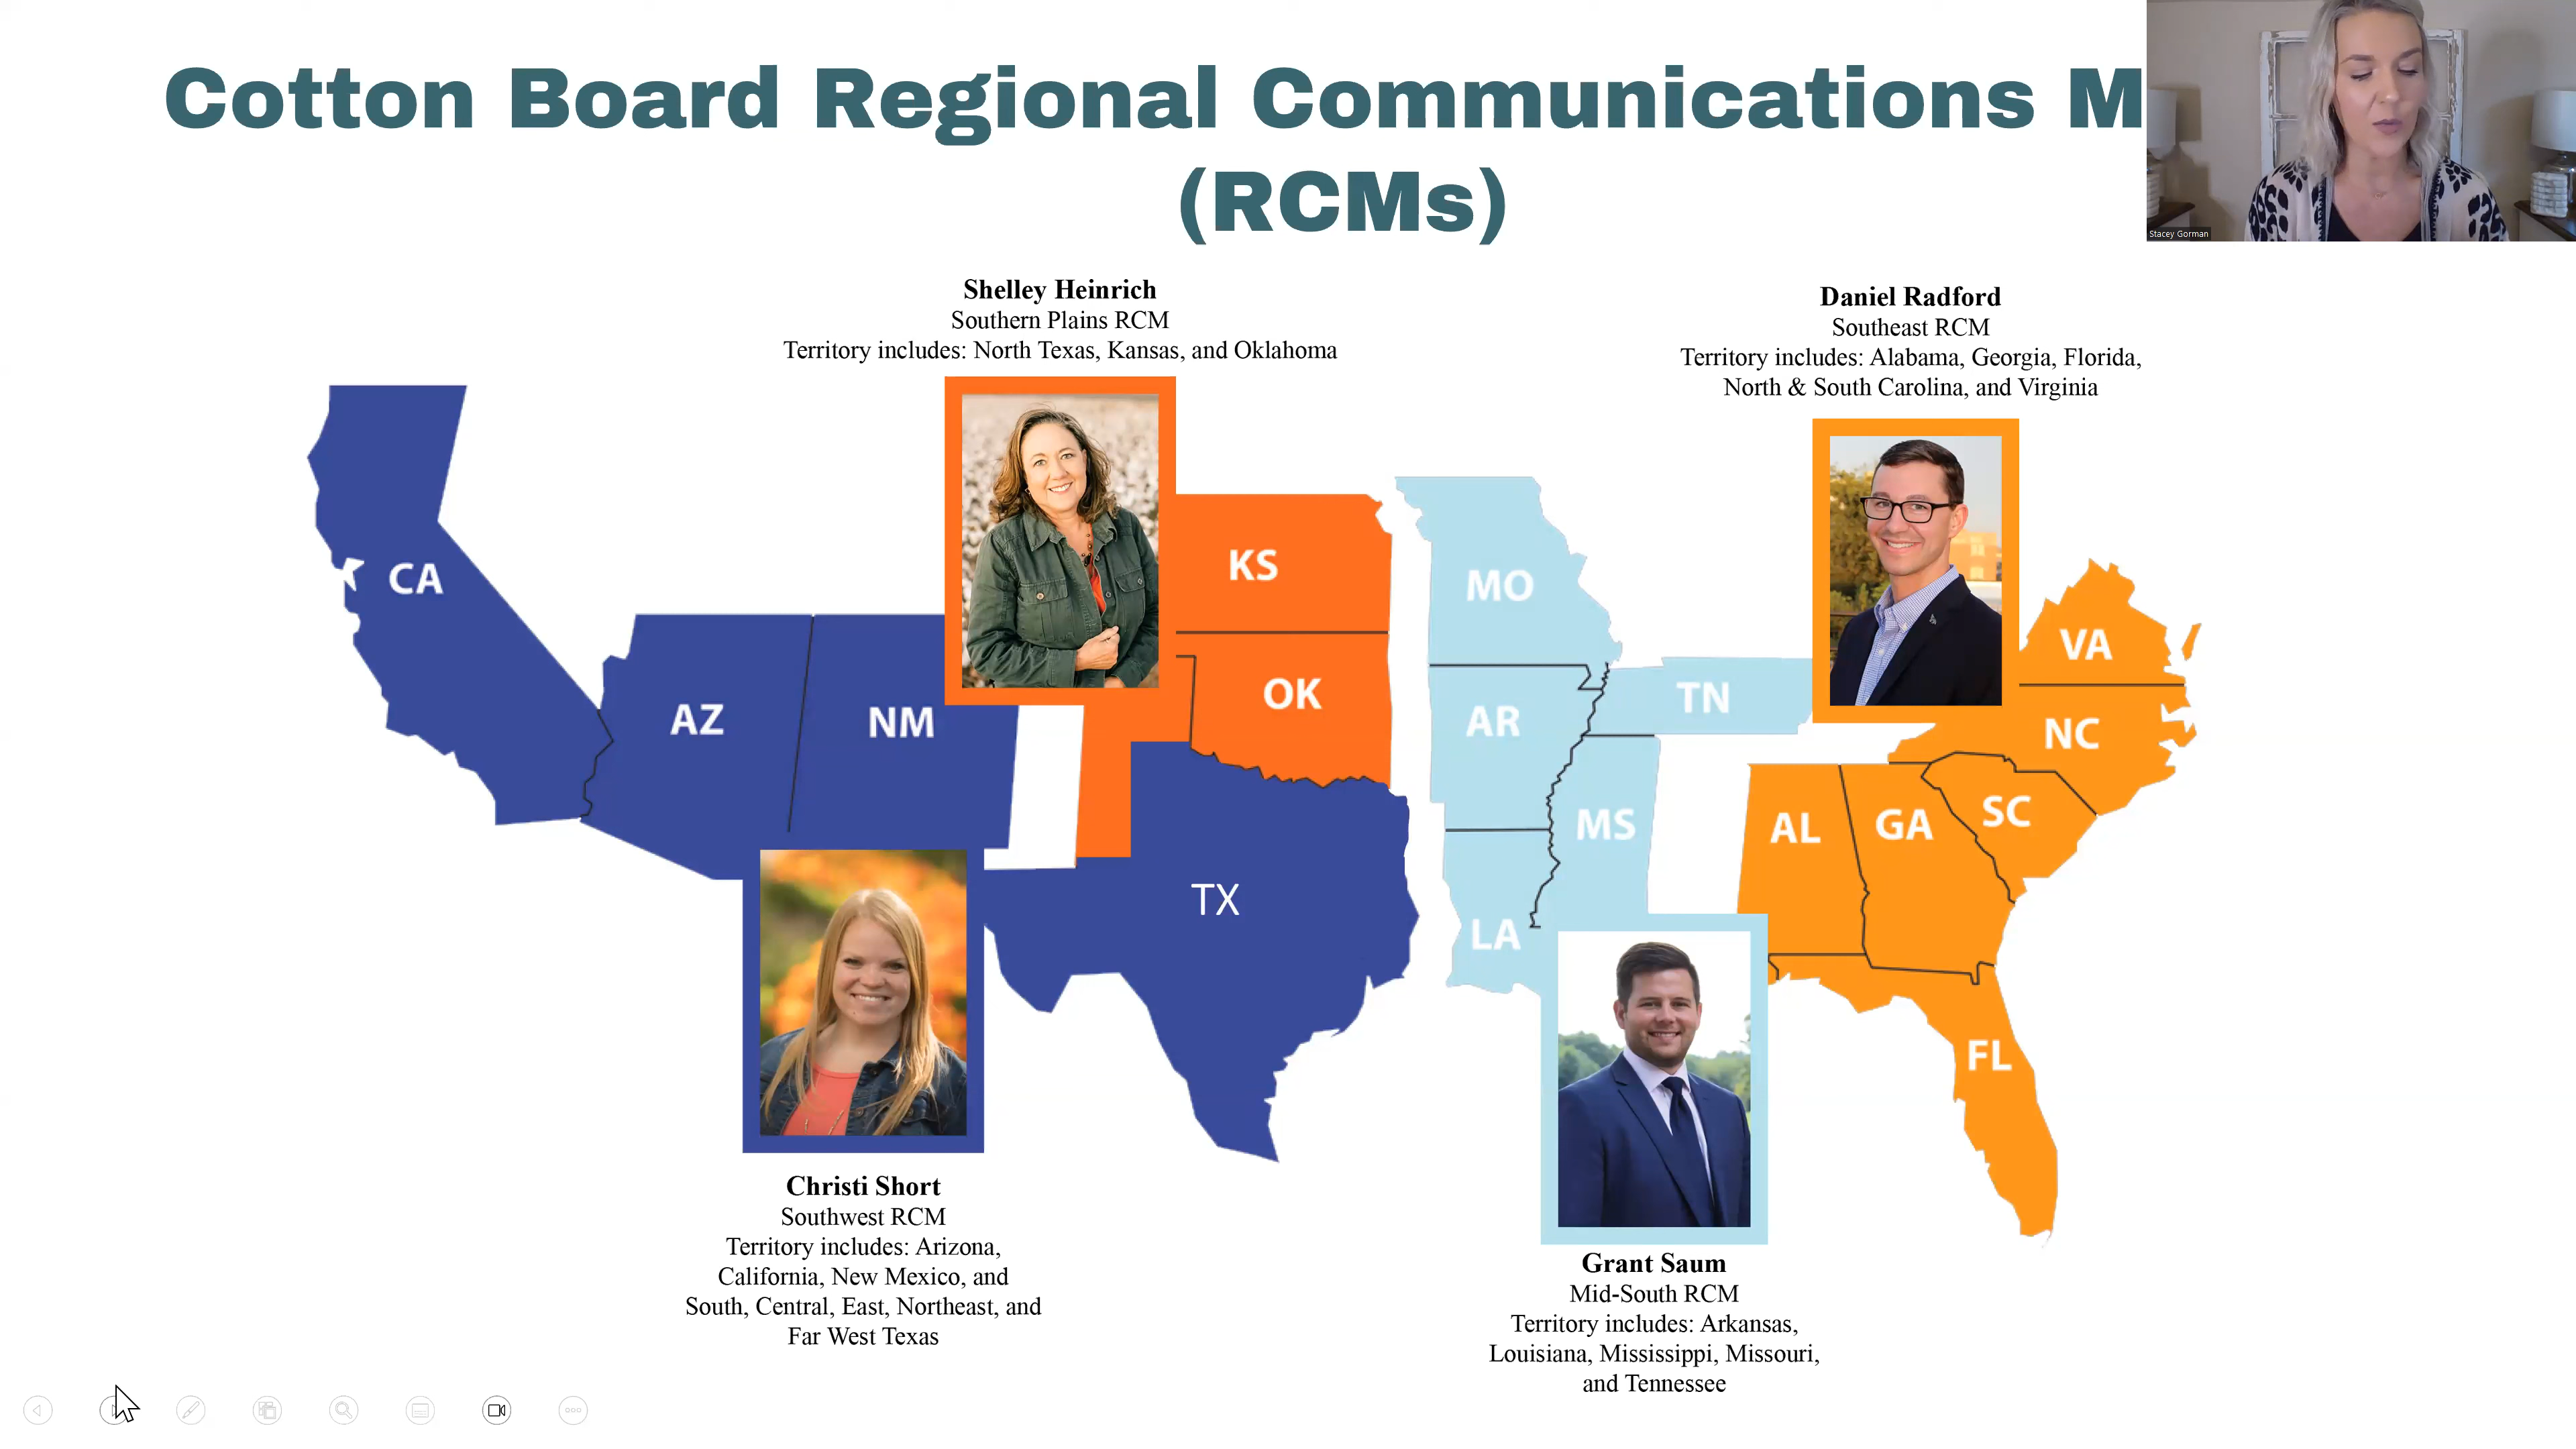 Cotton Board Regional Communications M
(RCMs)
Stacey Gorman
Shelley Heinrich
Southern Plains RCM
Territory includes: North Texas, Kansas, and Oklahoma
Daniel Radford
Southeast RCM
Territory includes: Alabama, Georgia, Florida,
North & South Carolina, and Virginia
CA
AZ
NM
KS
OK
TX
MO
AR
TN
MS
LA
VA
NC
SC
AL
GA
FL
Christi Short
Southwest RCM
Territory includes: Arizona,
California, New Mexico, and
South, Central, East, Northeast, and
Far West Texas
Grant Saum
Mid-South RCM
Territory includes: Arkansas,
Louisiana, Mississippi, Missouri,
and Tennessee